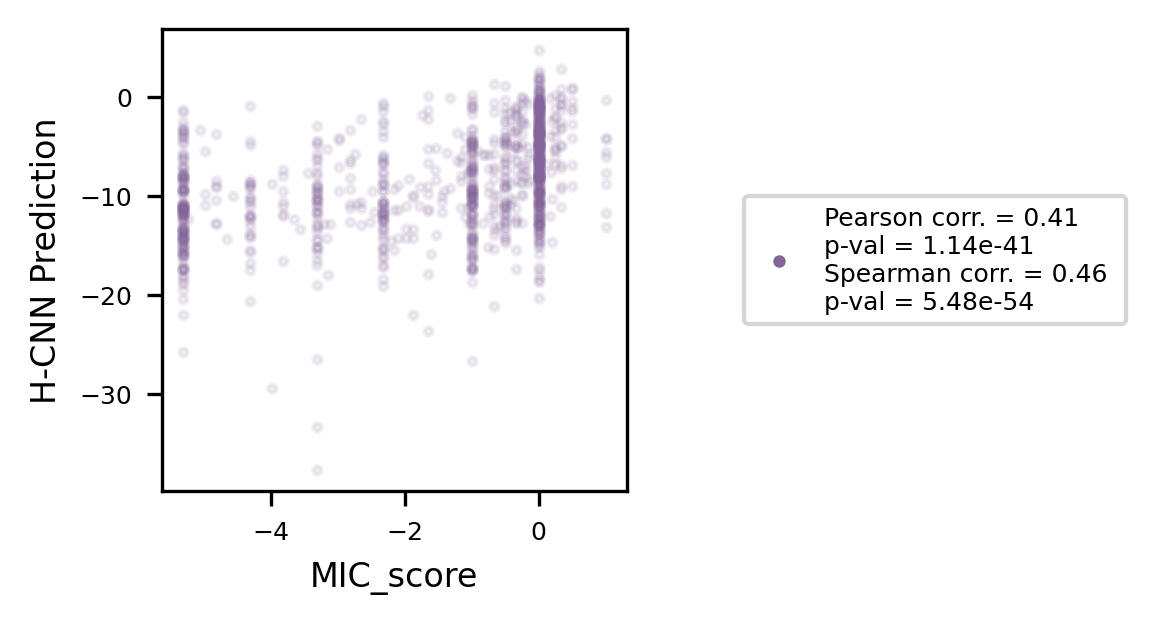 0
−10
−20
−30
H-CNN Prediction
−4
−2
0
MIC_score
Pearson corr. = 0.41
p-val = 1.14e-41
Spearman corr. = 0.46
p-val = 5.48e-54